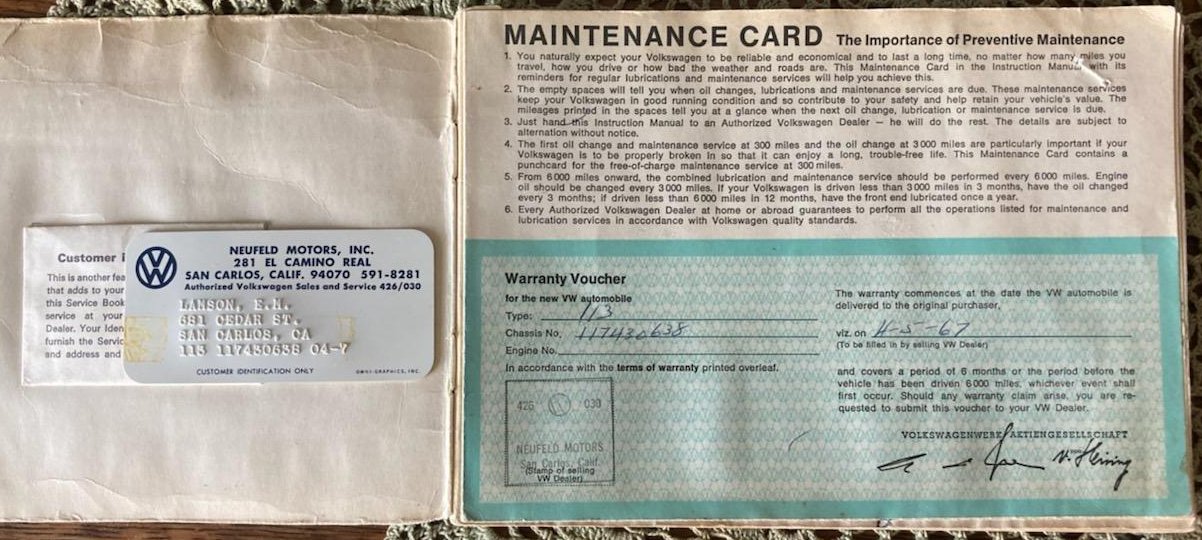 Customer i
This is another fea
that adds to your
this Service Book
service at your
Dealer. Your Iden
furnish the Servic
and address and
NEUFELD MOTORS, INC.
281 EL CAMINO REAL
SAN CARLOS, CALIF. 94070 591-8281
Authorized Volkswagen Sales and Service 426/030
LAMSON, E.M.
681 CEDAR ST.
SAN CARLOS, CA
113 117430638 04-7
CUSTOMER IDENTIFICATION ONLY
OMNI-GRAPHICS, INC.
MAINTENANCE CARD The Importance of Preventive Maintenance
1. You naturally expect your Volkswagen to be reliable and economical and to last a long time, no matter how many miles you
travel, how you drive or how bad the weather and roads are. This Maintenance Card in the Instruction Manual with its
reminders for regular lubrications and maintenance services will help you achieve this.
2. The empty spaces will tell you when oil changes, lubrications and maintenance services are due. These maintenance services
keep your Volkswagen in good running condition and so contribute to your safety and help retain your vehicle's value. The
mileages printed in the spaces tell you at a glance when the next oil change, lubrication or maintenance service is due.
3. Just hand this Instruction Manual to an Authorized Volkswagen Dealer — he will do the rest. The details are subject to
alternation without notice.
4. The first oil change and maintenance service at 300 miles and the oil change at 3000 miles are particularly important if your
Volkswagen is to be properly broken in so that it can enjoy a long, trouble-free life. This Maintenance Card contains a
punchcard for the free-of-charge maintenance service at 300 miles.
5. From 6000 miles onward, the combined lubrication and maintenance service should be performed every 6000 miles. Engine
oil should be changed every 3000 miles. If your Volkswagen is driven less than 3000 miles in 3 months, have the oil changed
every 3 months; if driven less than 6000 miles in 12 months, have the front end lubricated once a year.
6. Every Authorized Volkswagen Dealer at home or abroad guarantees to perform all the operations listed for maintenance and
lubrication services in accordance with Volkswagen quality standards.
Warranty Voucher
for the new VW automobile
Type: 113
Chassis No. 117430638
Engine No.
In accordance with the terms of warranty printed overleaf.
426 030
NEUFELD MOTORS
San Carlos, Calif.
(Stamp of selling
VW Dealer)
The warranty commences at the date the VW automobile is
delivered to the original purchaser,
viz. on 4-5-67
(To be filled in by selling VW Dealer)
and covers a period of 6 months or the period before the
vehicle has been driven 6000 miles, whichever event shall
first occur. Should any warranty claim arise, you are re-
quested to submit this voucher to your VW Dealer.
VOLKSWAGENWERK AKTIENGESELLSCHAFT